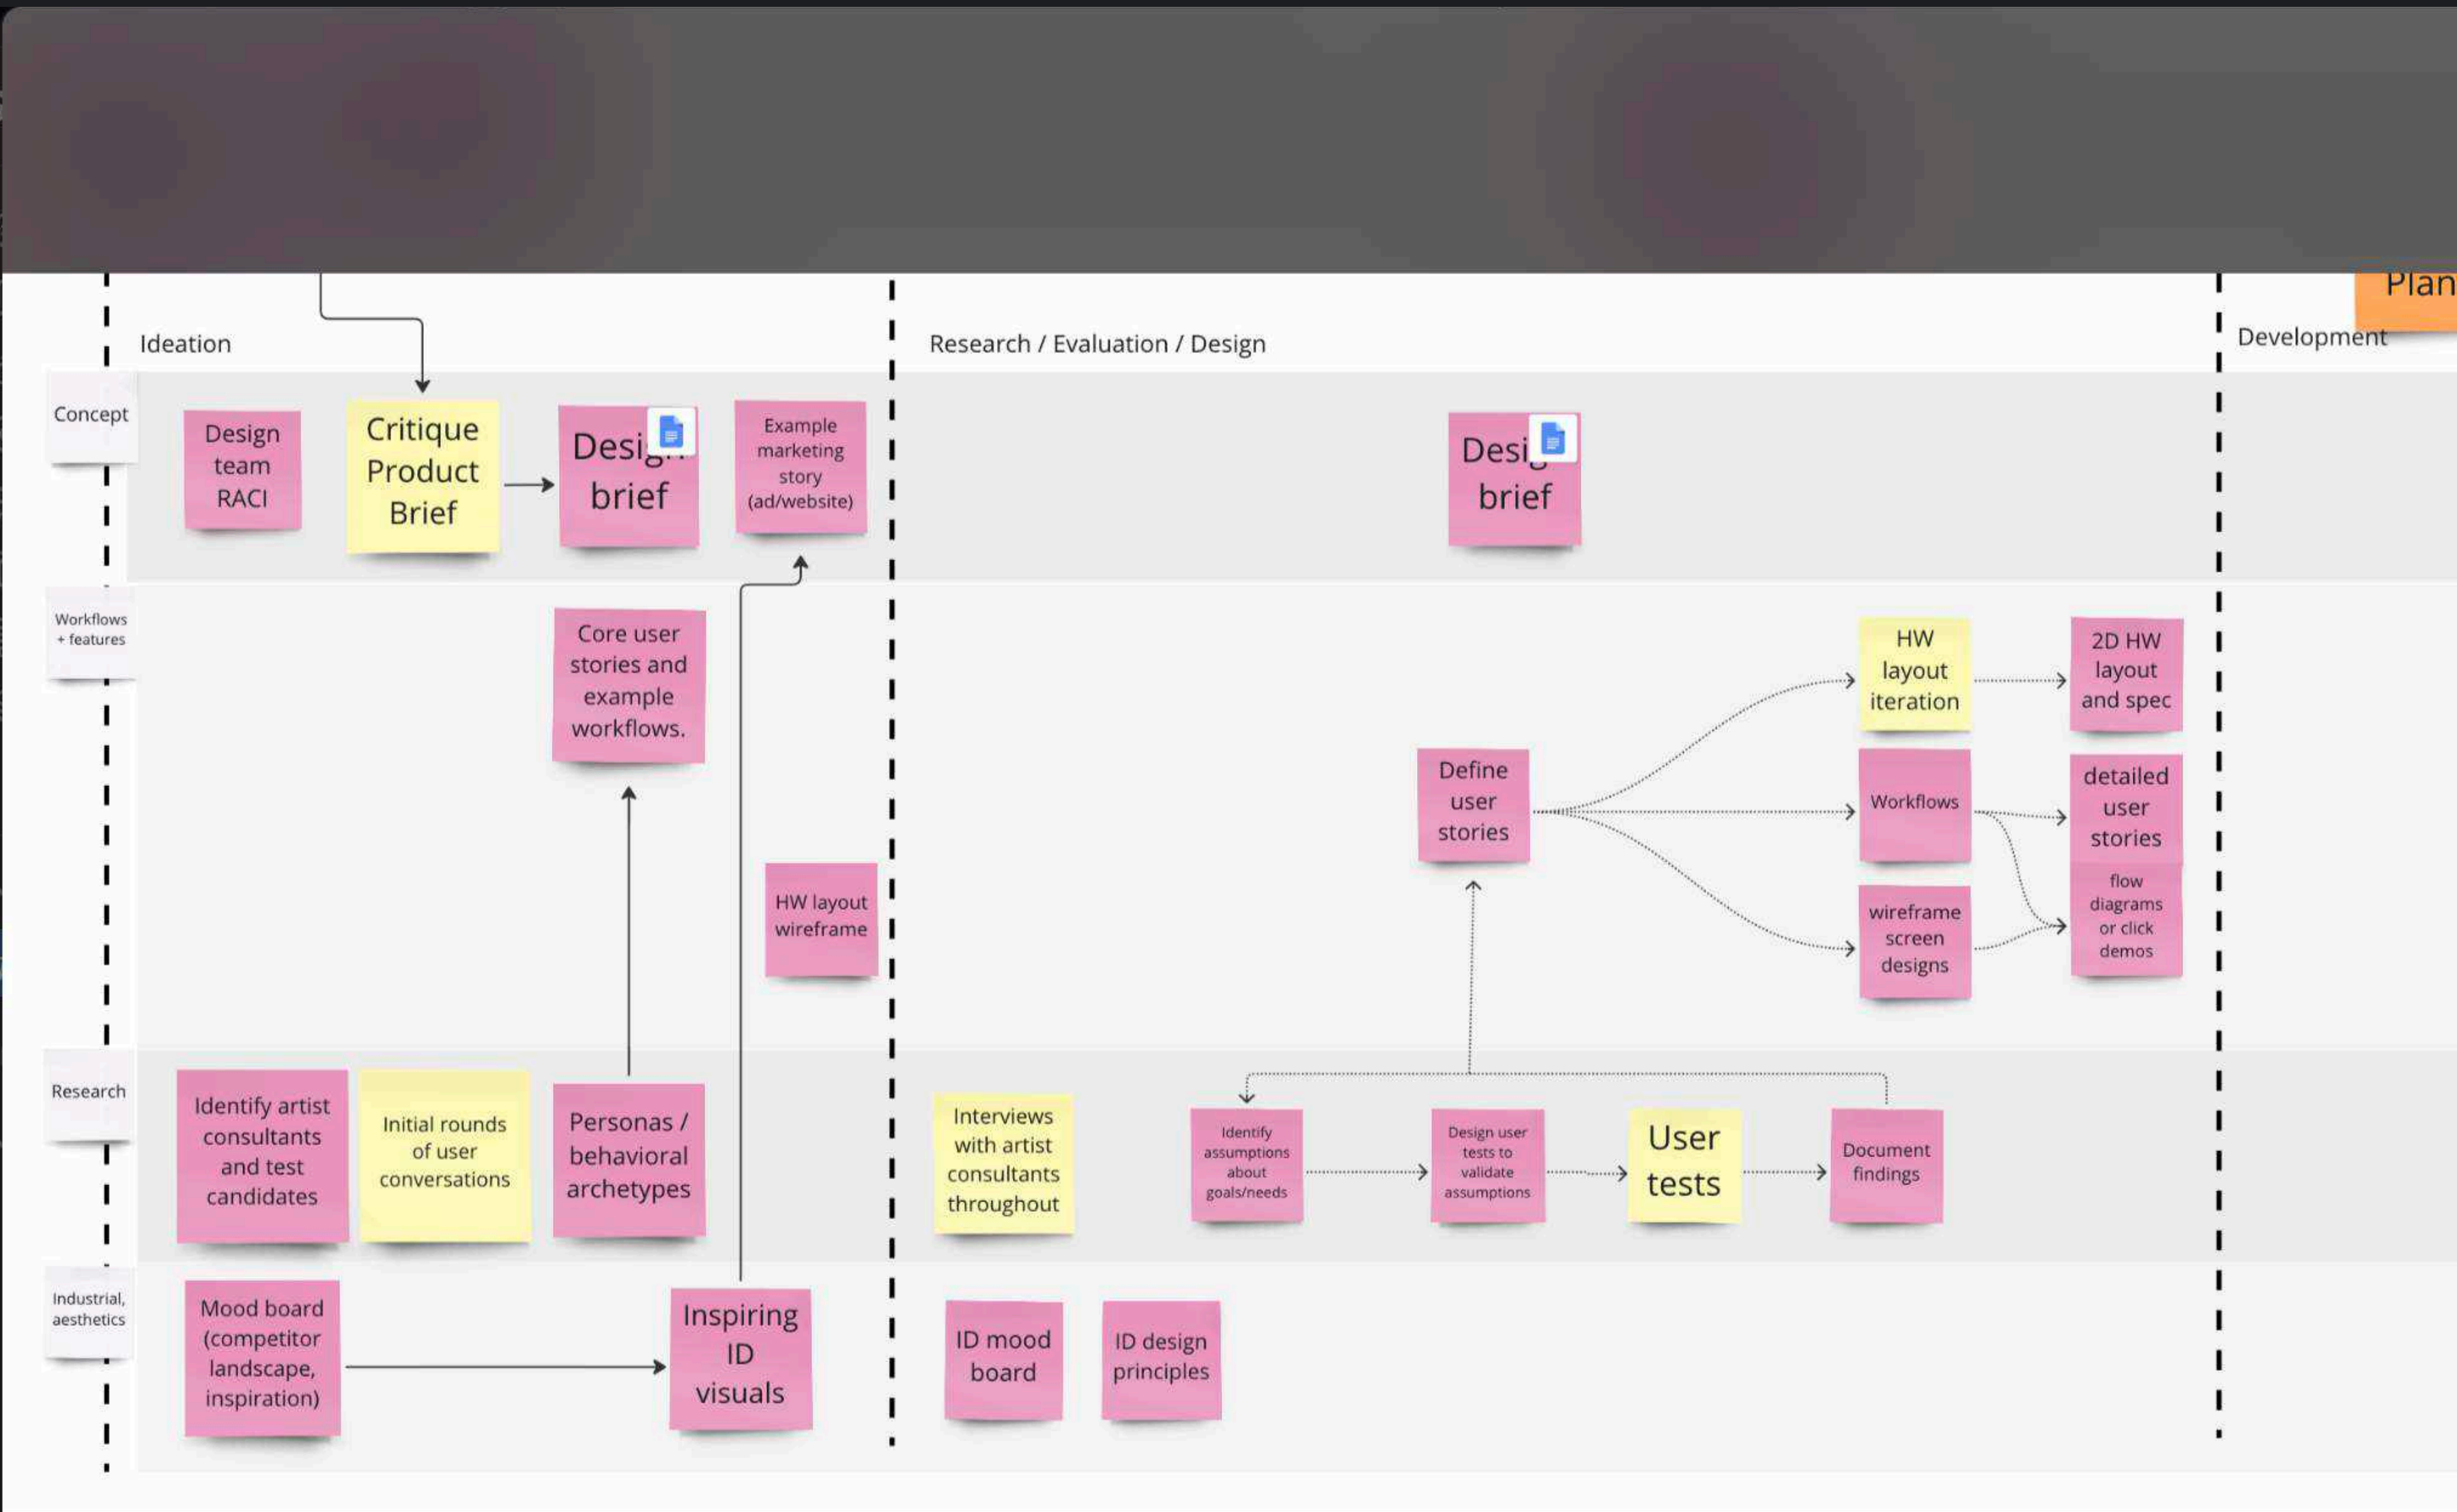 Plan
Ideation
Research / Evaluation / Design
Development
Concept
Design
team
RACI
Critique
Product
Brief
Design
brief
Example
marketing
story
(ad/website)
Design
brief
Workflows
+ features
Core user
stories and
example
workflows.
HW layout
wireframe
Define
user
stories
HW
layout
iteration
2D HW
layout
and spec
Workflows
detailed
user
stories
wireframe
screen
designs
flow
diagrams
or click
demos
Research
Identify artist
consultants
and test
candidates
Initial rounds
of user
conversations
Personas /
behavioral
archetypes
Interviews
with artist
consultants
throughout
Identify
assumptions
about
goals/needs
Design user
tests to
validate
assumptions
User
tests
Document
findings
Industrial,
aesthetics
Mood board
(competitor
landscape,
inspiration)
Inspiring
ID
visuals
ID mood
board
ID design
principles